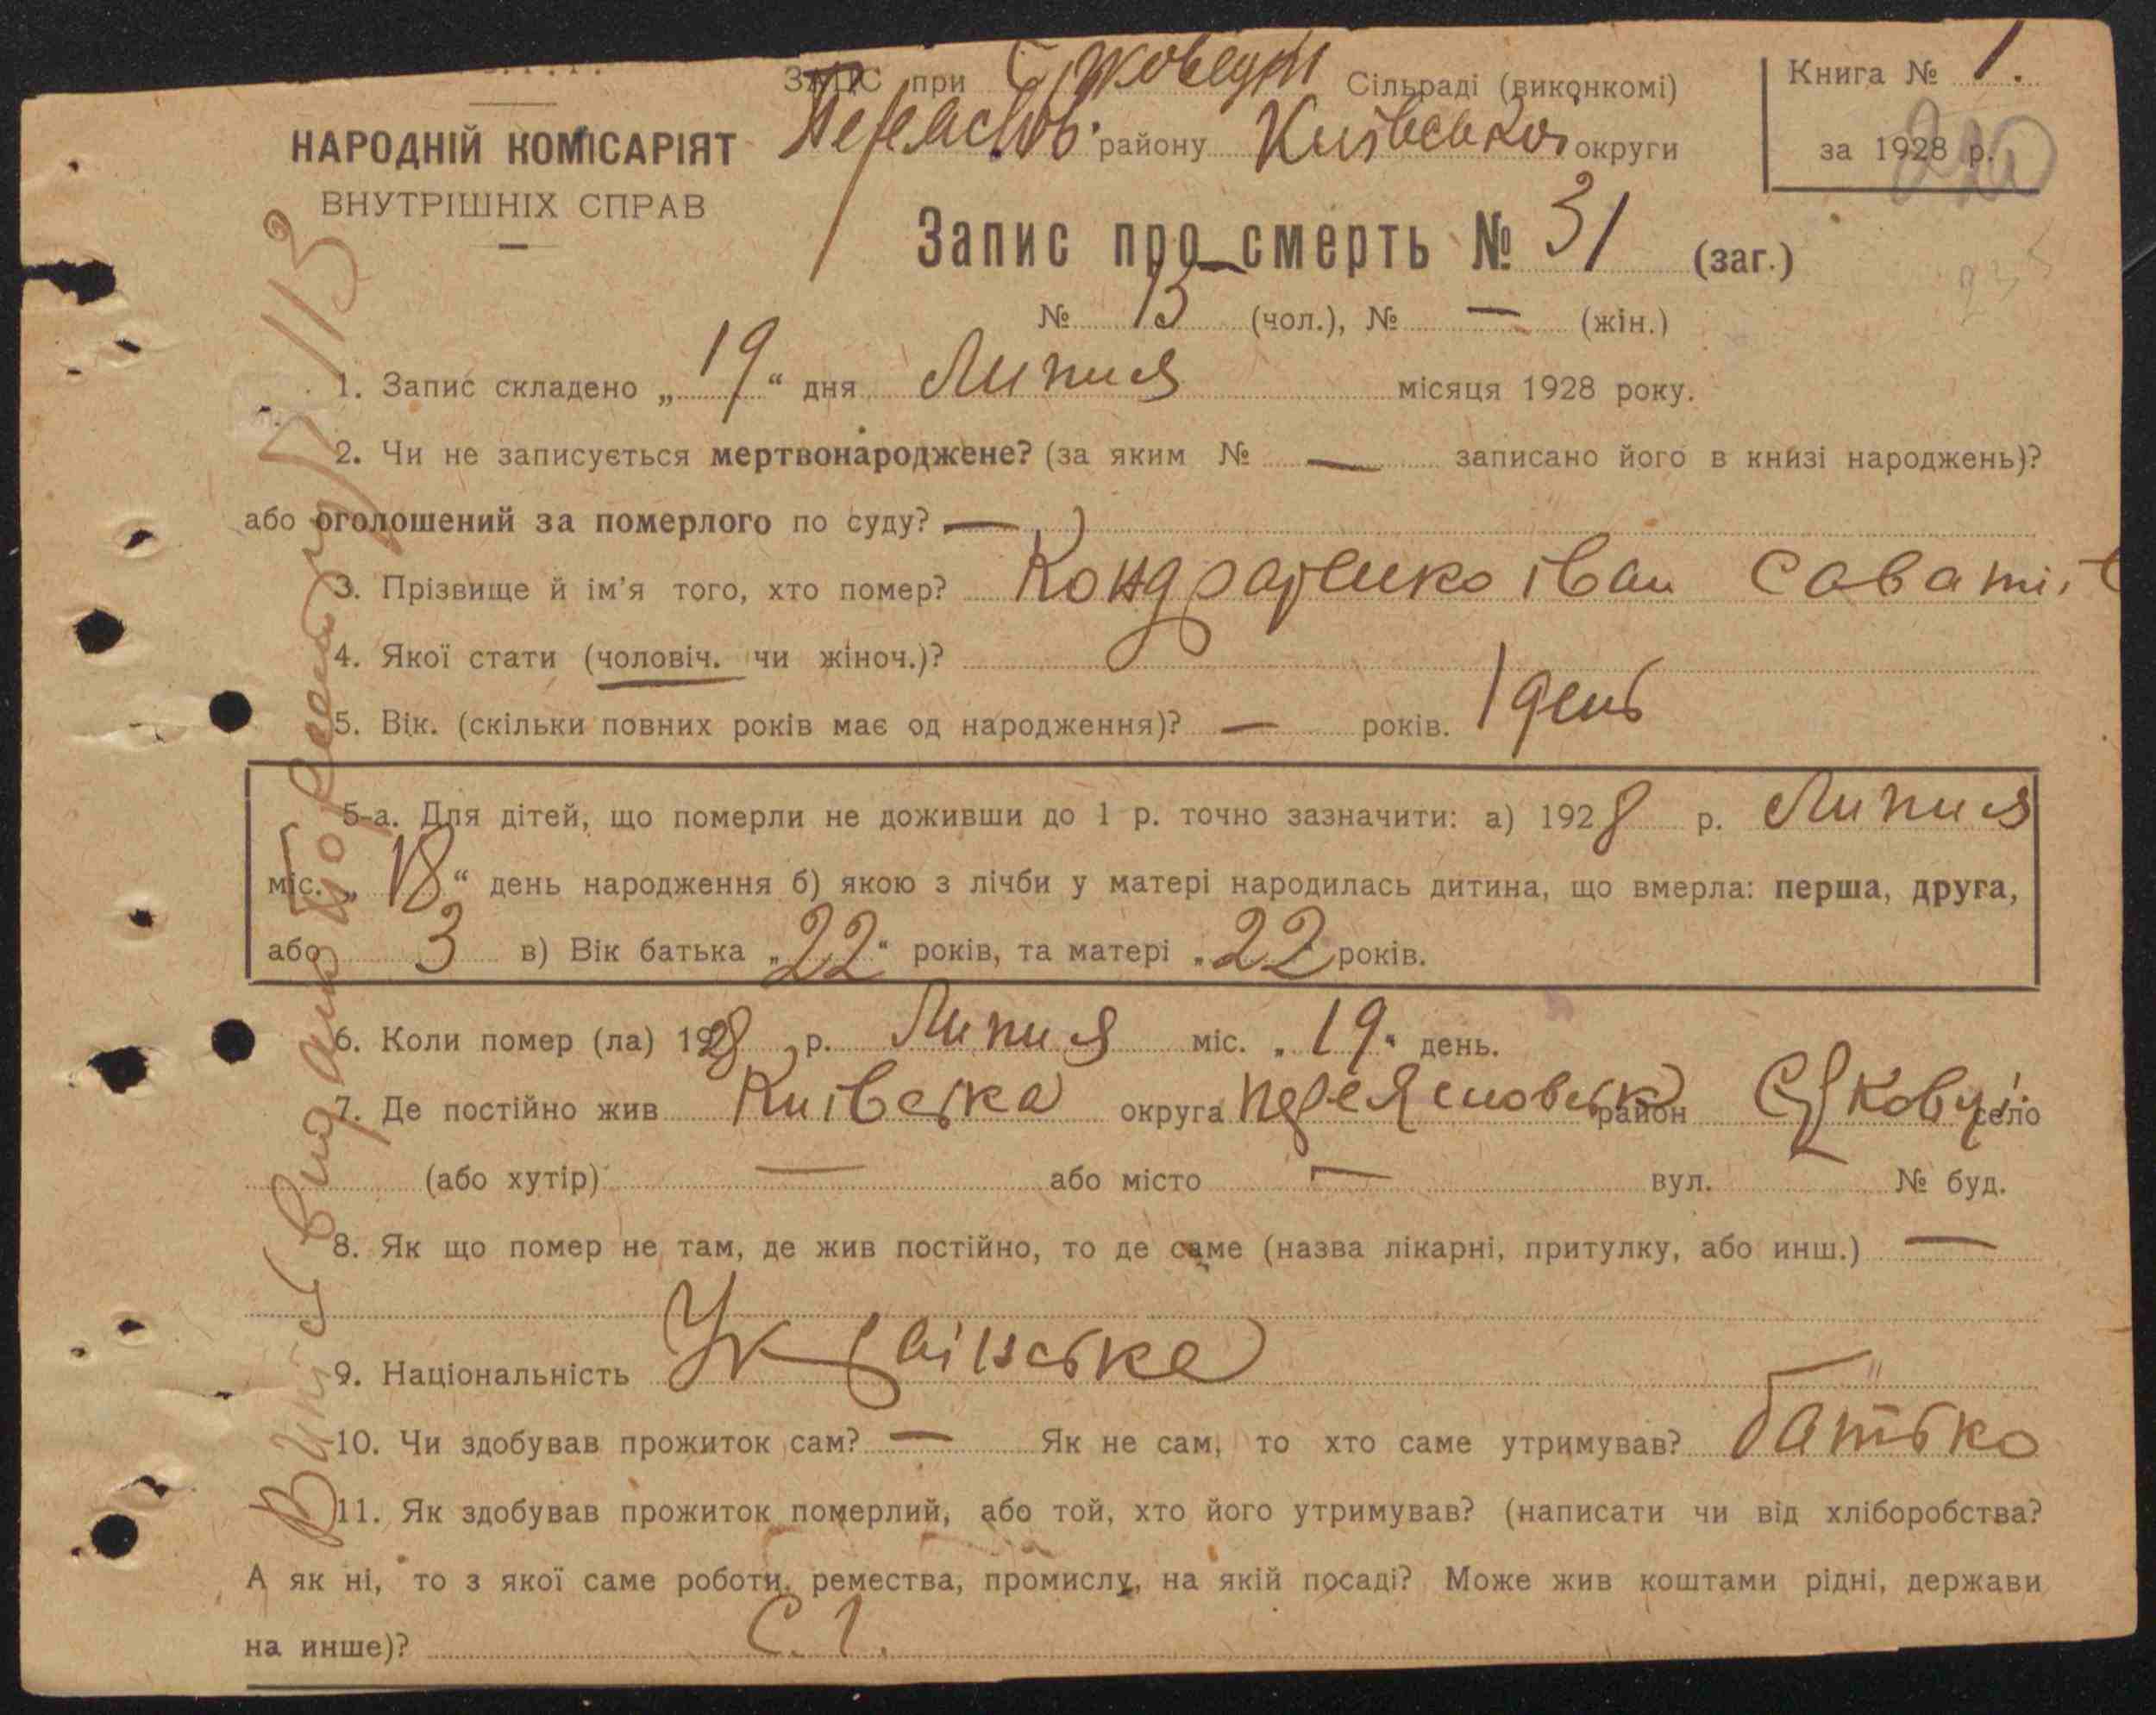 ЗАПС при Сільраді (виконкомі)
Книга № 1.
НАРОДНІЙ КОМІСАРІЯТ
Переяслов. району Київської округи
за 1928 р.
ВНУТРІШНІХ СПРАВ
Запис про смерть № 31 (заг.)
№ 13 (чол.), № — (жін.)
1. Запис складено „19“ дня Липня місяця 1928 року.
2. Чи не записується мертвонароджене? (за яким № — записано його в книзі народжень)?
або оголошений за померлого по суду? —
3. Прізвище й ім'я того, хто помер? Кондратенко іван Саватів
4. Якої стати (чоловіч. чи жіноч.)?
5. Вік. (скільки повних років має од народження)? — років. 1 день
5-а. Для дітей, що померли не доживши до 1 р. точно зазначити: а) 1928 р. Липня
міс. „18“ день народження б) якою з лічби у матері народилась дитина, що вмерла: перша, друга,
або 3 в) Вік батька „22“ років, та матері „22 років.
6. Коли помер (ла) 1928 р. Липня міс. „19“ день.
7. Де постійно жив Київська округа район село
(або хутір) — або місто — вул. № буд.
8. Як що помер не там, де жив постійно, то де саме (назва лікарні, притулку, або инш.) —
9. Національність Українська
10. Чи здобував прожиток сам? — Як не сам, то хто саме утримував? батько
11. Як здобував прожиток померлий, або той, хто його утримував? (написати чи від хліборобства?
А як ні, то з якої саме роботи, ремества, промислу, на якій посаді? Може жив коштами рідні, держави
на инше)? С. Г.